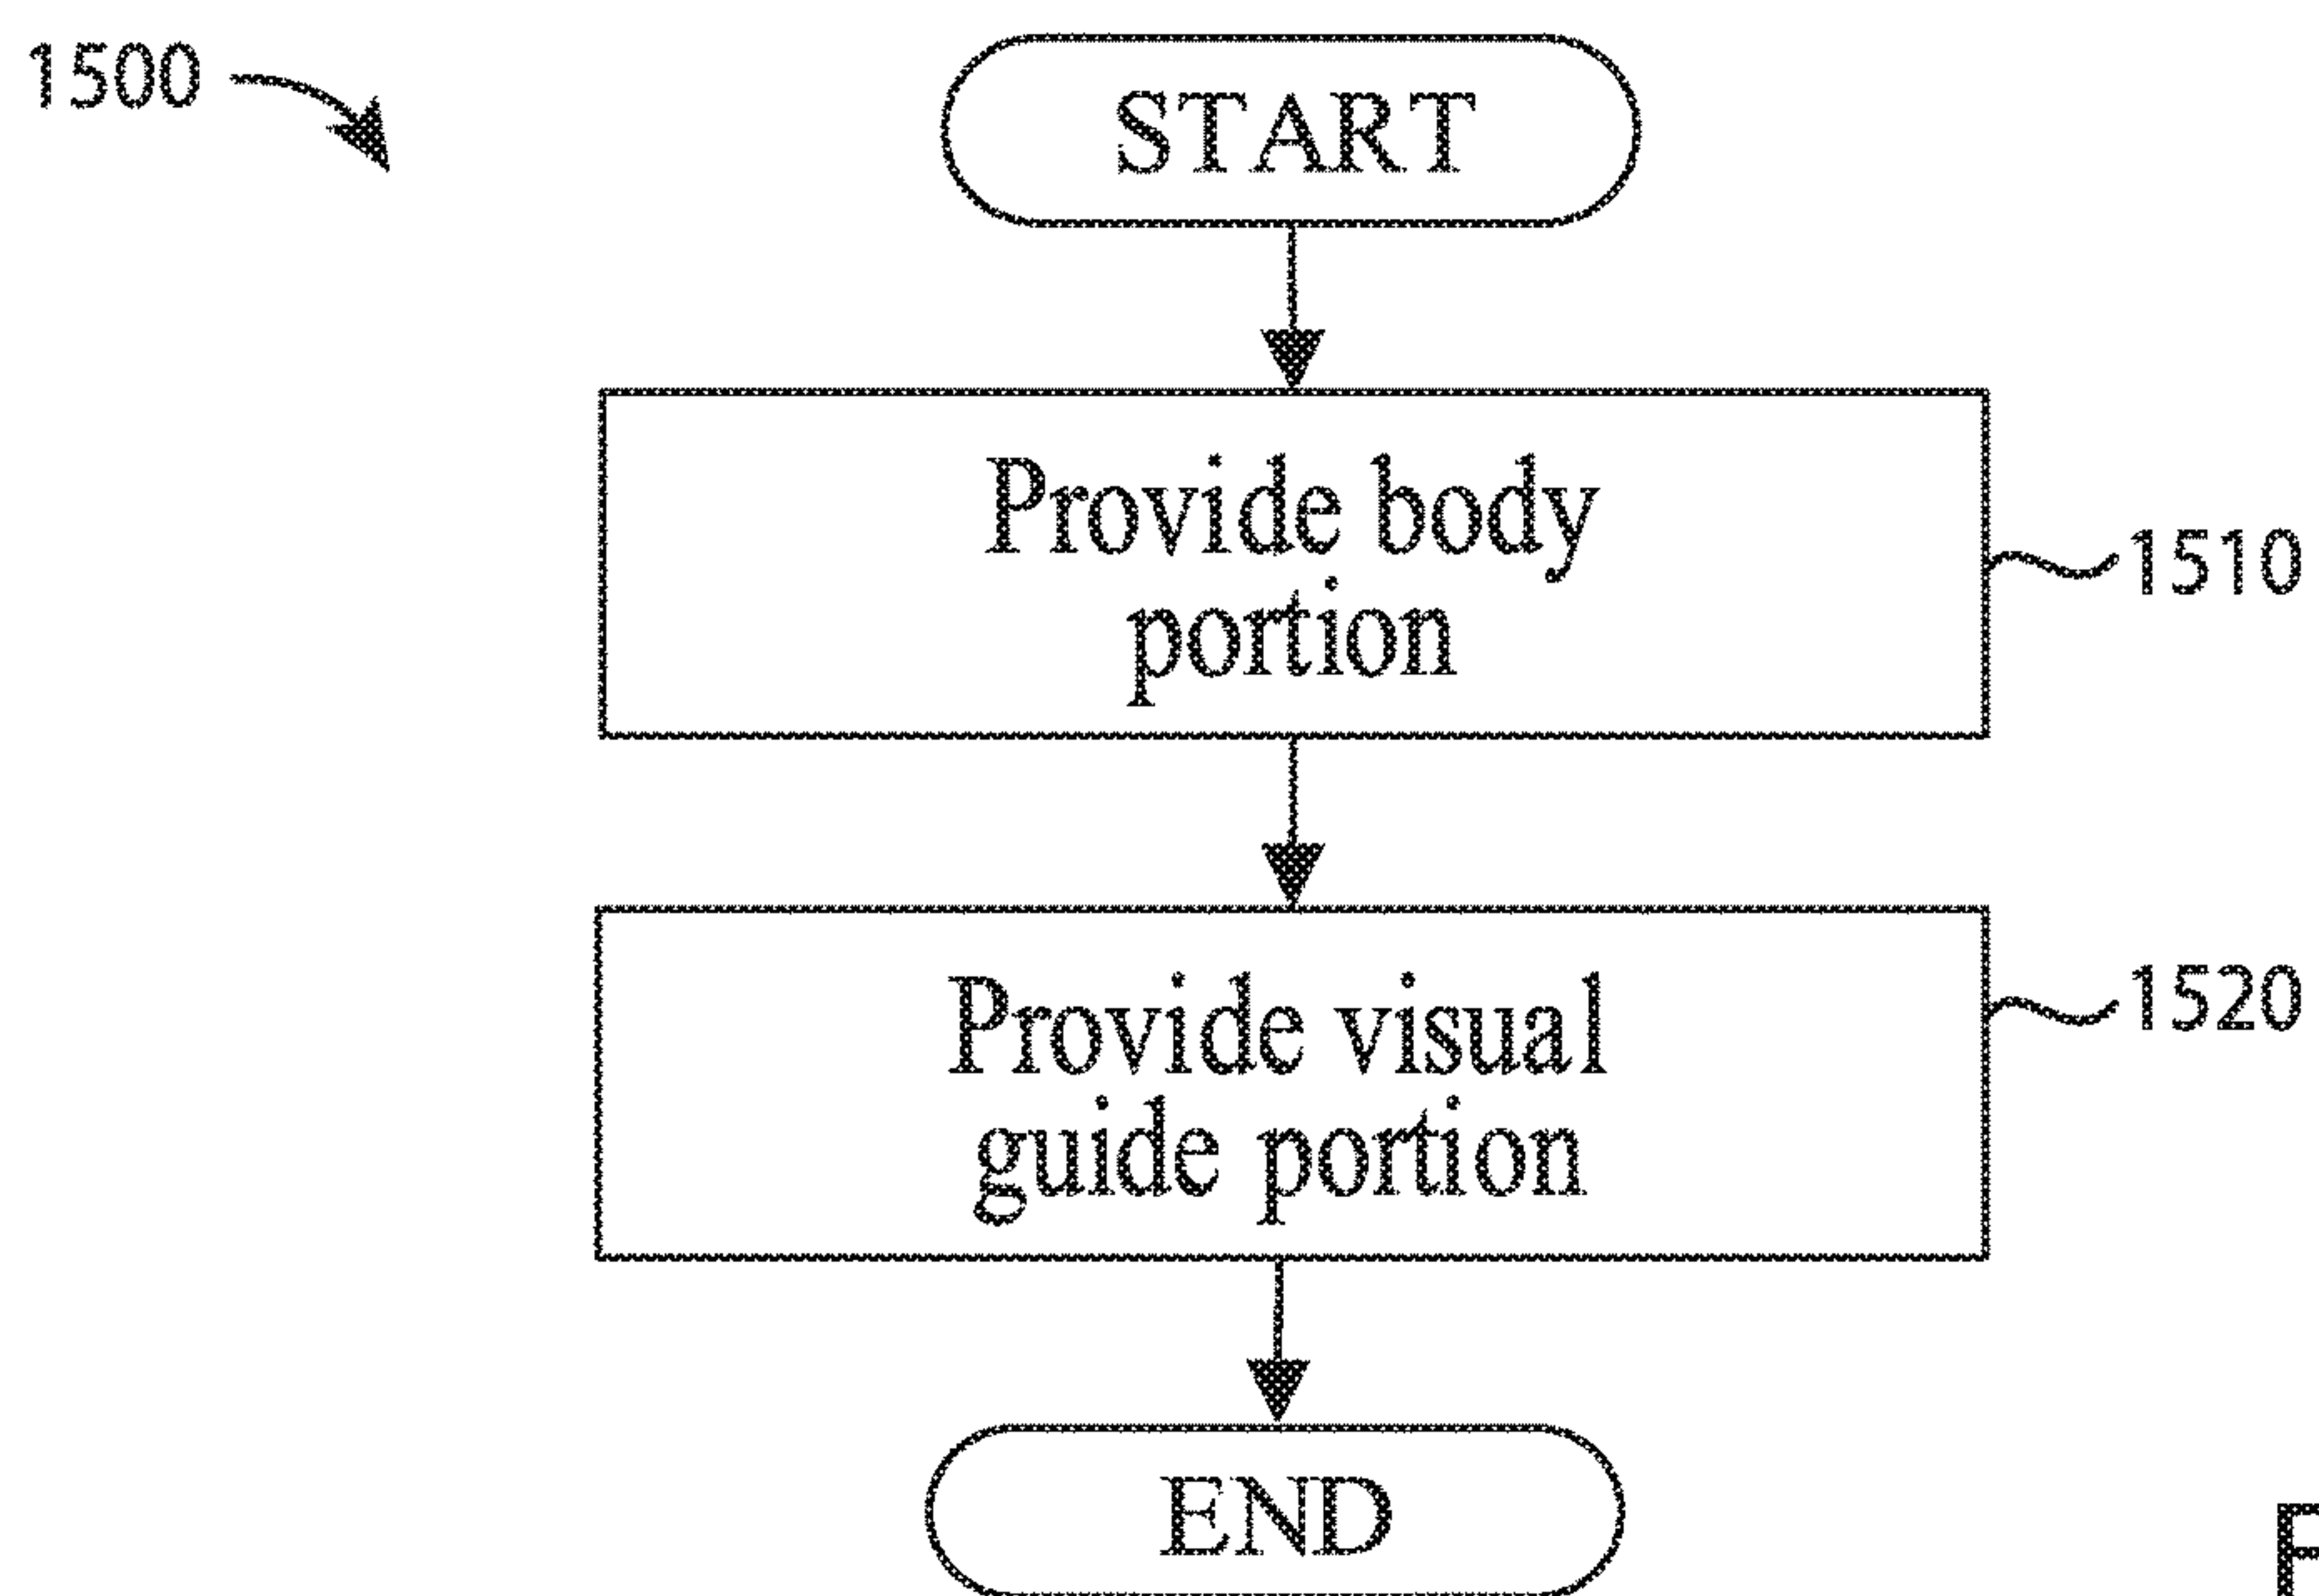 1500
START
Provide body
portion
1510
Provide visual
guide portion
1520
END